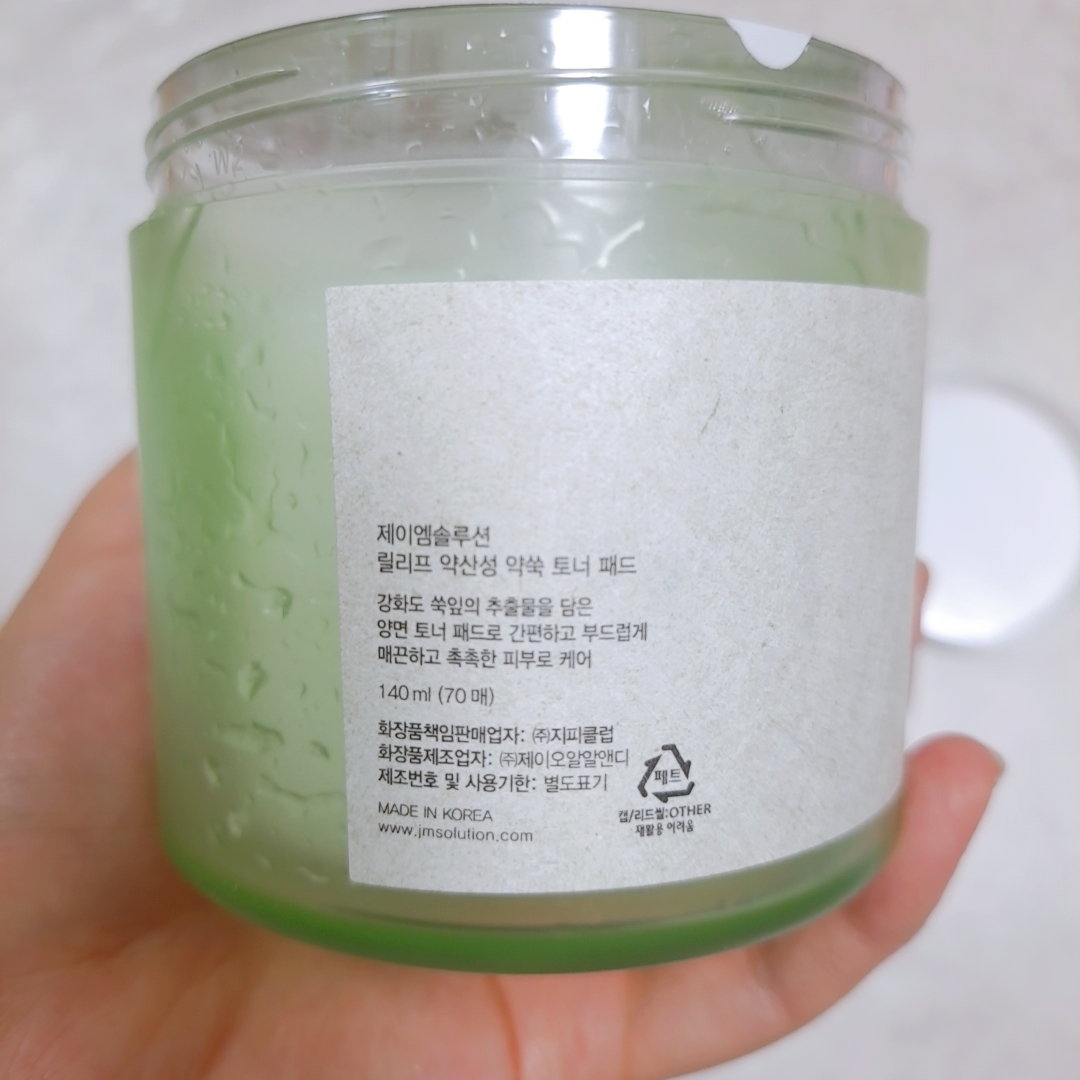 제이엠솔루션
릴리프 약산성 약쑥 토너 패드
강화도 쑥잎의 추출물을 담은
양면 토너 패드로 간편하고 부드럽게
매끈하고 촉촉한 피부로 케어
140 ml (70 매)
화장품책임판매업자: ㈜지피클럽
화장품제조업자: ㈜제이오알앤디
제조번호 및 사용기한: 별도표기
MADE IN KOREA
www.jmsolution.com
페트
캡/리드씰:OTHER
재활용 어려움